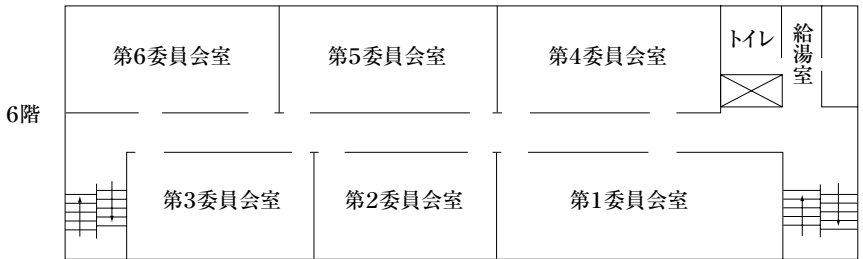 第6委員会室
第5委員会室
第4委員会室
トイレ
給湯室
6階
第3委員会室
第2委員会室
第1委員会室